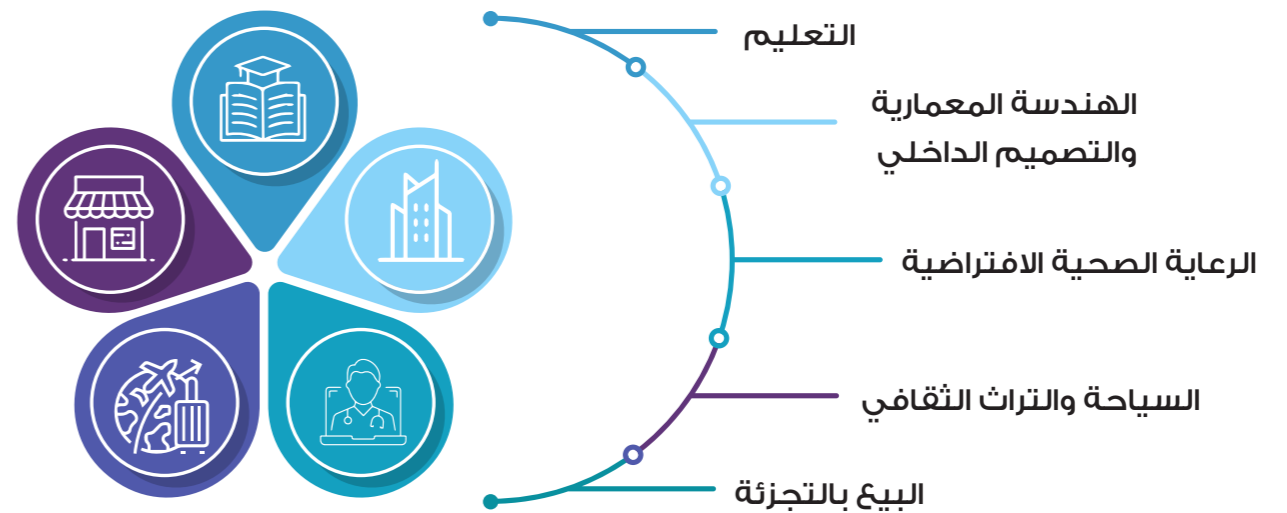 التعليم
الهندسة المعمارية
والتصميم الداخلي
الرعاية الصحية الافتراضية
السياحة والتراث الثقافي
البيع بالتجزئة